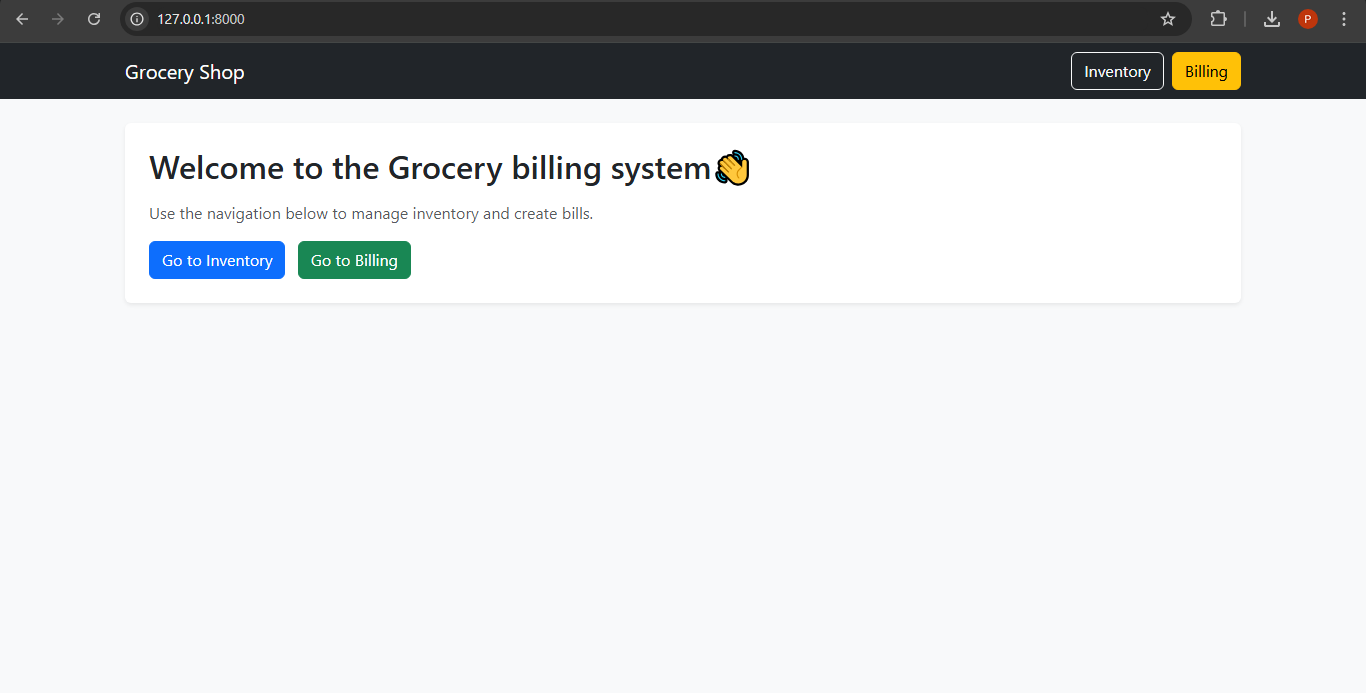 127.0.0.1:8000
P
Grocery Shop
Inventory
Billing
Welcome to the Grocery billing system👋
Use the navigation below to manage inventory and create bills.
Go to Inventory
Go to Billing